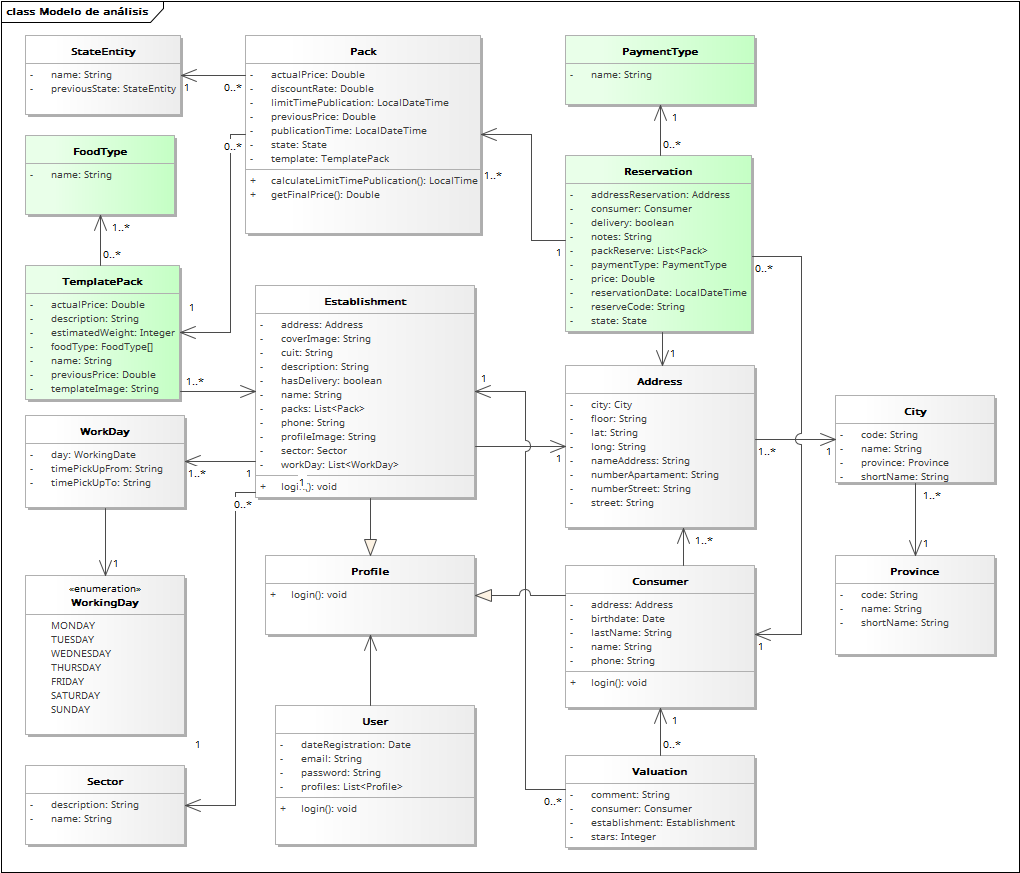 class Modelo de análisis
StateEntity
- name: String
- previousState: StateEntity
1
0..*
Pack
- actualPrice: Double
- discountRate: Double
- limitTimePublication: LocalDateTime
- previousPrice: Double
- publicationTime: LocalDateTime
- state: State
- template: TemplatePack
+ calculateLimitTimePublication(): LocalTime
+ getFinalPrice(): Double
0..*
1..*
PaymentType
- name: String
1
0..*
FoodType
- name: String
1..*
0..*
Reservation
- addressReservation: Address
- consumer: Consumer
- delivery: boolean
- notes: String
- packReserve: List<Pack>
- paymentType: PaymentType
- price: Double
- reservationDate: LocalDateTime
- reserveCode: String
- state: State
1
0..*
1
TemplatePack
- actualPrice: Double
- description: String
- estimatedWeight: Integer
- foodType: FoodType[]
- name: String
- previousPrice: Double
- templateImage: String
1
1..*
Establishment
- address: Address
- coverImage: String
- cuit: String
- description: String
- hasDelivery: boolean
- name: String
- packs: List<Pack>
- phone: String
- profileImage: String
- sector: Sector
- workDay: List<WorkDay>
+ logi...(): void
1
1
1
0..*
1
Address
- city: City
- floor: String
- lat: String
- long: String
- nameAddress: String
- numberApartament: String
- numberStreet: String
- street: String
1..*
1
City
- code: String
- name: String
- province: Province
- shortName: String
1..*
1
WorkDay
- day: WorkingDate
- timePickUpFrom: String
- timePickUpTo: String
1..*
1
«enumeration»
WorkingDay
MONDAY
TUESDAY
WEDNESDAY
THURSDAY
FRIDAY
SATURDAY
SUNDAY
Profile
+ login(): void
1..*
Consumer
- address: Address
- birthdate: Date
- lastName: String
- name: String
- phone: String
+ login(): void
1
Province
- code: String
- name: String
- shortName: String
1
Sector
- description: String
- name: String
User
- dateRegistration: Date
- email: String
- password: String
- profiles: List<Profile>
+ login(): void
1
0..*
0..*
Valuation
- comment: String
- consumer: Consumer
- establishment: Establishment
- stars: Integer